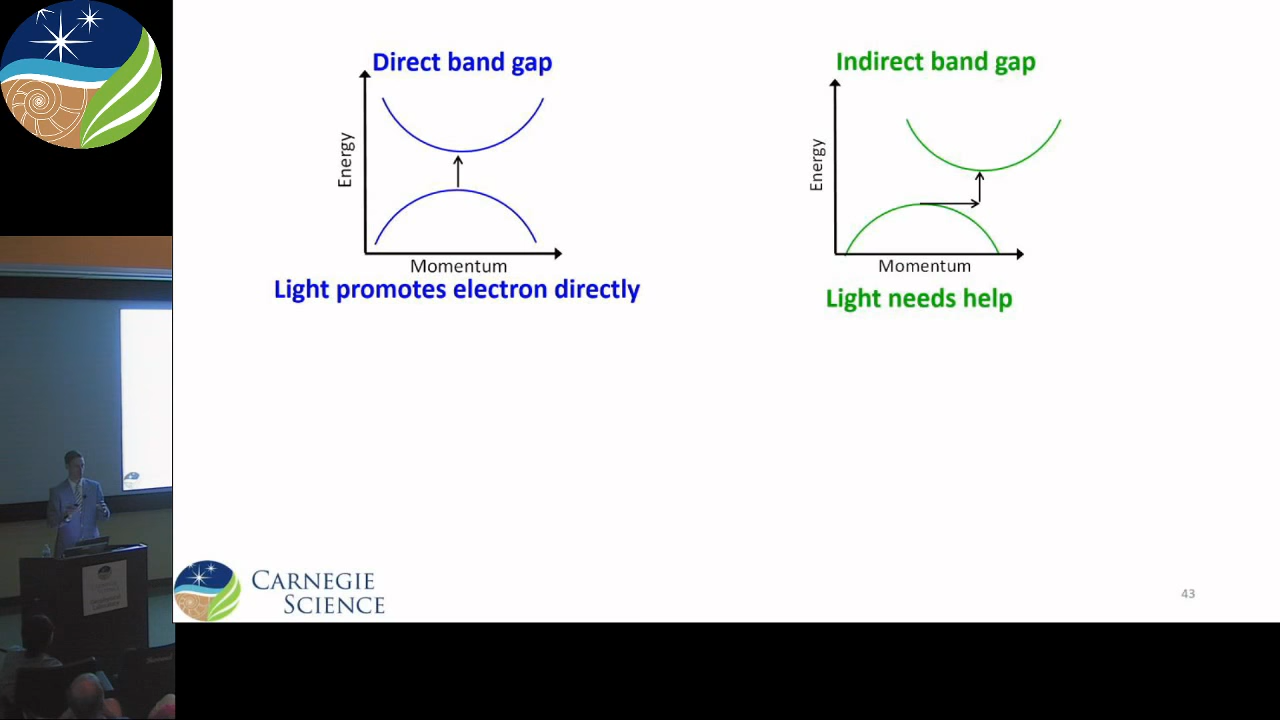 Direct band gap
Energy
Momentum
Light promotes electron directly
Indirect band gap
Energy
Momentum
Light needs help
CARNEGIE
SCIENCE
43